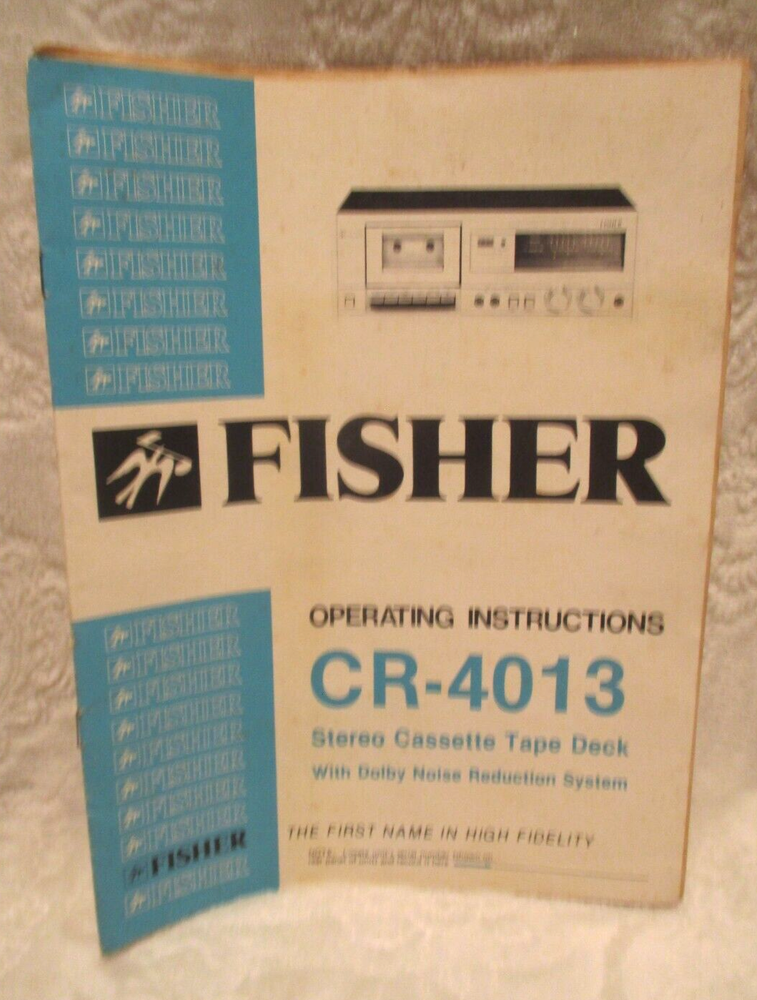 FISHER
FISHER
FISHER
FISHER
FISHER
FISHER
FISHER
FISHER
FISHER
FISHER
OPERATING INSTRUCTIONS
CR-4013
Stereo Cassette Tape Deck
With Dolby Noise Reduction System
THE FIRST NAME IN HIGH FIDELITY
FISHER
FISHER
FISHER
FISHER
FISHER
FISHER
FISHER
FISHER
FISHER
FISHER